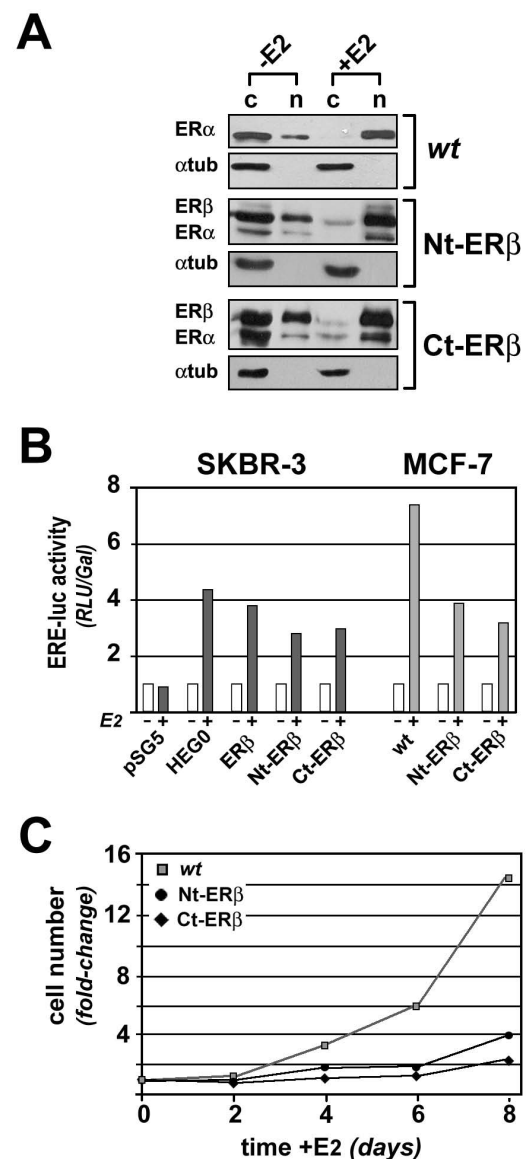 A
-E2 +E2
c n c n
ERα
αtub
wt
ERβ
ERα
αtub
Nt-ERβ
ERβ
ERα
αtub
Ct-ERβ
B
SKBR-3 MCF-7
ERE-luc activity
(RLU/Gal)
8
6
4
2
E2 - + - + - + - + - + - + - + - +
pSG5 HEG0 ERβ Nt-ERβ Ct-ERβ wt Nt-ERβ Ct-ERβ
C
cell number
(fold-change)
16
12
8
4
wt
Nt-ERβ
Ct-ERβ
0 2 4 6 8
time +E2 (days)